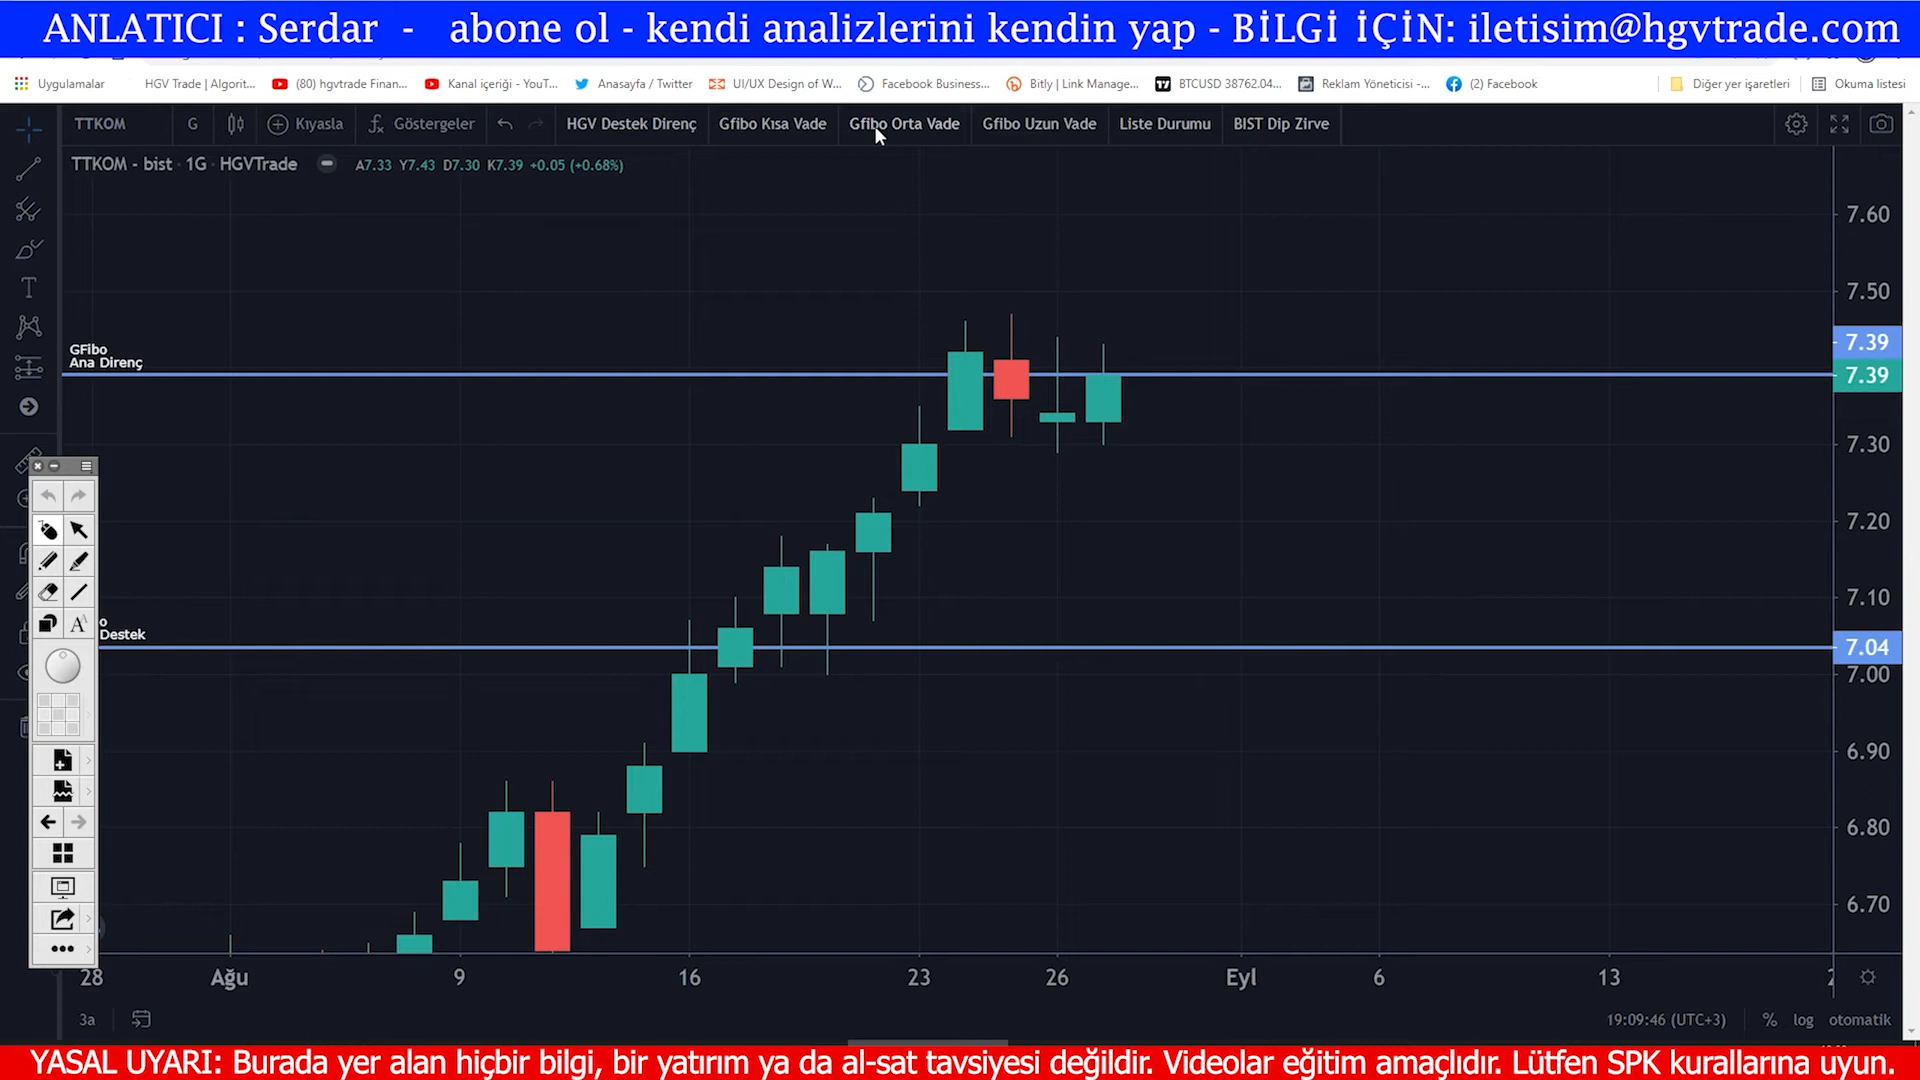 ANLATICI : Serdar - abone ol - kendi analizlerini kendin yap - BİLGİ İÇİN: iletisim@hgvtrade.com
Uygulamalar HGV Trade | Algorit... (80) hgvtrade Finan... Kanal içeriği - YouT... Anasayfa / Twitter UI/UX Design of W... Facebook Business... Bitly | Link Manage... BTCUSD 38762.04... Reklam Yöneticisi -... (2) Facebook Diğer yer işaretleri Okuma listesi
TTKOM G Kıyasla Göstergeler HGV Destek Direnç Gfibo Kısa Vade Gfibo Orta Vade Gfibo Uzun Vade Liste Durumu BIST Dip Zirve
TTKOM - bist · 1G · HGVTrade A7.33 Y7.43 D7.30 K7.39 +0.05 (+0.68%)
7.60
7.50
7.39
GFibo
Ana Direnç
7.39
7.30
7.20
7.10
o
Destek
7.04
7.00
6.90
6.80
6.70
28 Ağu 9 16 23 26 Eyl 6 13
3a 19:09:46 (UTC+3) % log otomatik
YASAL UYARI: Burada yer alan hiçbir bilgi, bir yatırım ya da al-sat tavsiyesi değildir. Videolar eğitim amaçlıdır. Lütfen SPK kurallarına uyun.